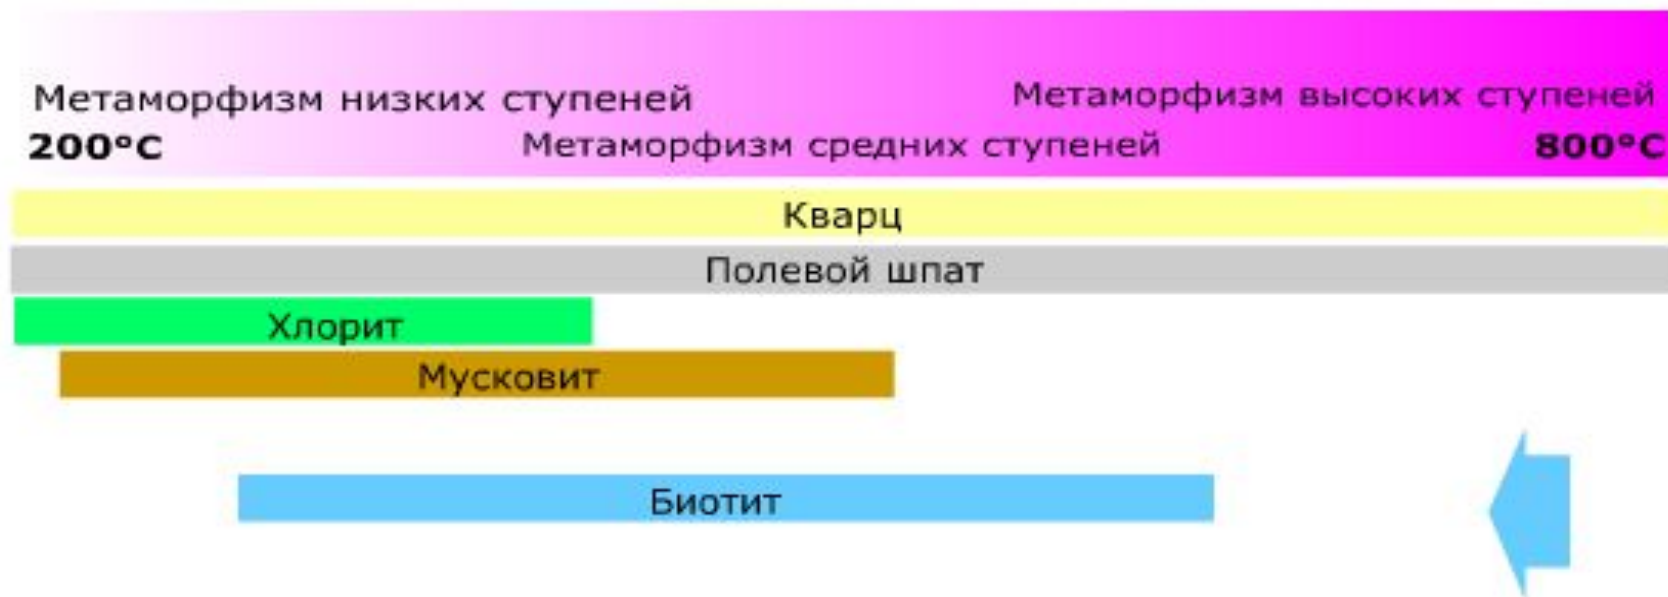 Метаморфизм низких ступеней
Метаморфизм высоких ступеней
200°C
Метаморфизм средних ступеней
800°C
Кварц
Полевой шпат
Хлорит
Мусковит
Биотит